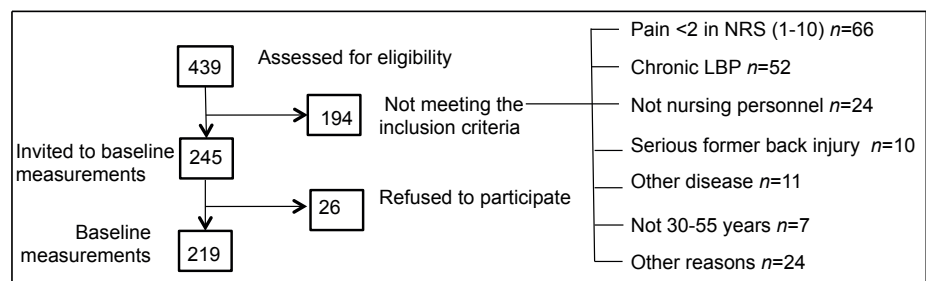 439
Assessed for eligibility
194
Not meeting the
inclusion criteria
Pain <2 in NRS (1-10) n=66
Chronic LBP n=52
Not nursing personnel n=24
Serious former back injury n=10
Other disease n=11
Not 30-55 years n=7
Other reasons n=24
Invited to baseline
measurements
245
26
Refused to participate
Baseline
measurements
219